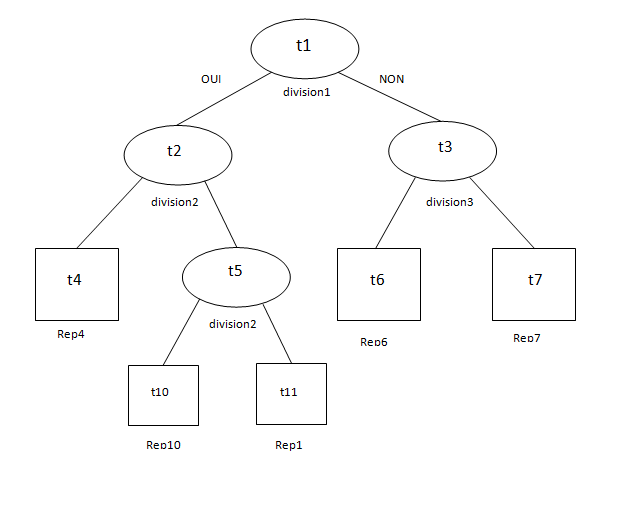 t1
OUI
NON
division1
t2
t3
division2
division3
t4
t5
t6
t7
division2
Rep4
Rep6
Rep7
t10
t11
Rep10
Rep1